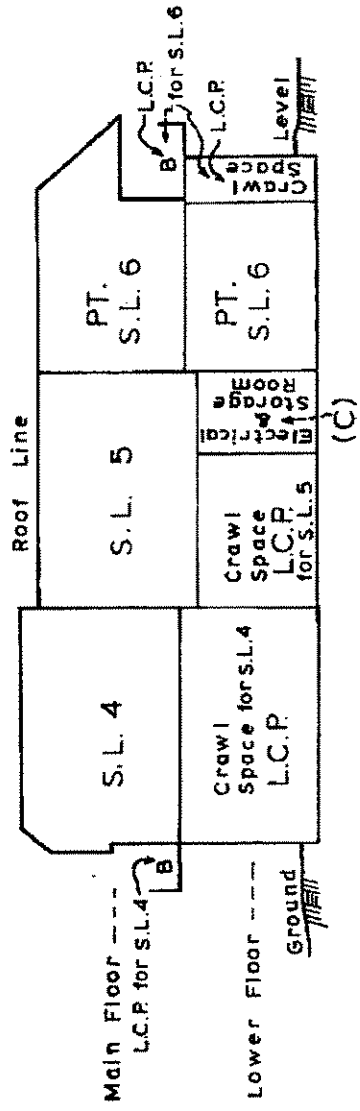 Roof Line
Main Floor ----
L.C.P. for S.L.4
B
S.L. 4
S.L. 5
PT.
S.L. 6
B
L.C.P.
for S.L.6
L.C.P.
Lower Floor ----
Ground
Crawl
Space for S.L.4
L.C.P.
Crawl
Space
L.C.P.
for S.L.5
Electrical
&
Storage
Room
(C)
PT.
S.L. 6
Crawl
Space
Level